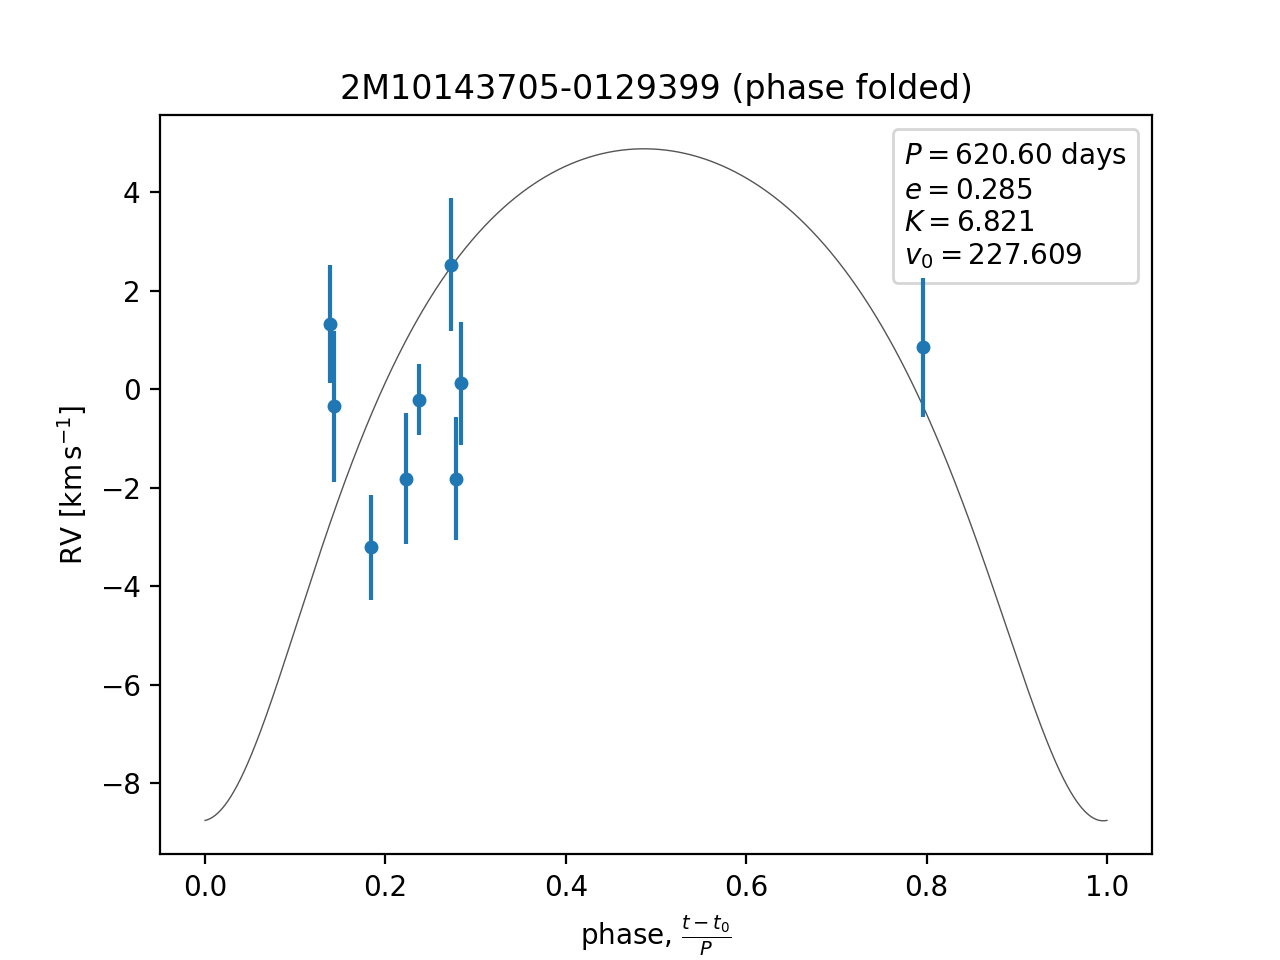 2M10143705-0129399 (phase folded)
P = 620.60 days
e = 0.285
K = 6.821
v₀ = 227.609
4
2
0
−2
−4
−6
−8
RV [km s⁻¹]
0.0 0.2 0.4 0.6 0.8 1.0
phase, (t − t₀)/P